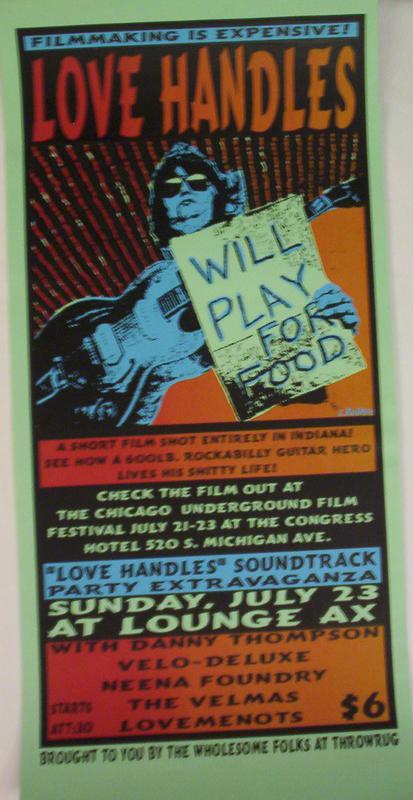 FILMMAKING IS EXPENSIVE!
LOVE HANDLES
WILL
PLAY
FOR
FOOD
A SHORT FILM SHOT ENTIRELY IN INDIANA!
SEE HOW A 600LB. ROCKABILLY GUITAR HERO
LIVES HIS SHITTY LIFE!
CHECK THE FILM OUT AT
THE CHICAGO UNDERGROUND FILM
FESTIVAL JULY 21-23 AT THE CONGRESS
HOTEL 520 S. MICHIGAN AVE.
"LOVE HANDLES" SOUNDTRACK
PARTY EXTRAVAGANZA
SUNDAY, JULY 23
AT LOUNGE AX
WITH DANNY THOMPSON
VELO-DELUXE
NEENA FOUNDRY
THE VELMAS
LOVEMENOTS
STARTS
AT7:30
$6
BROUGHT TO YOU BY THE WHOLESOME FOLKS AT THROWRUG